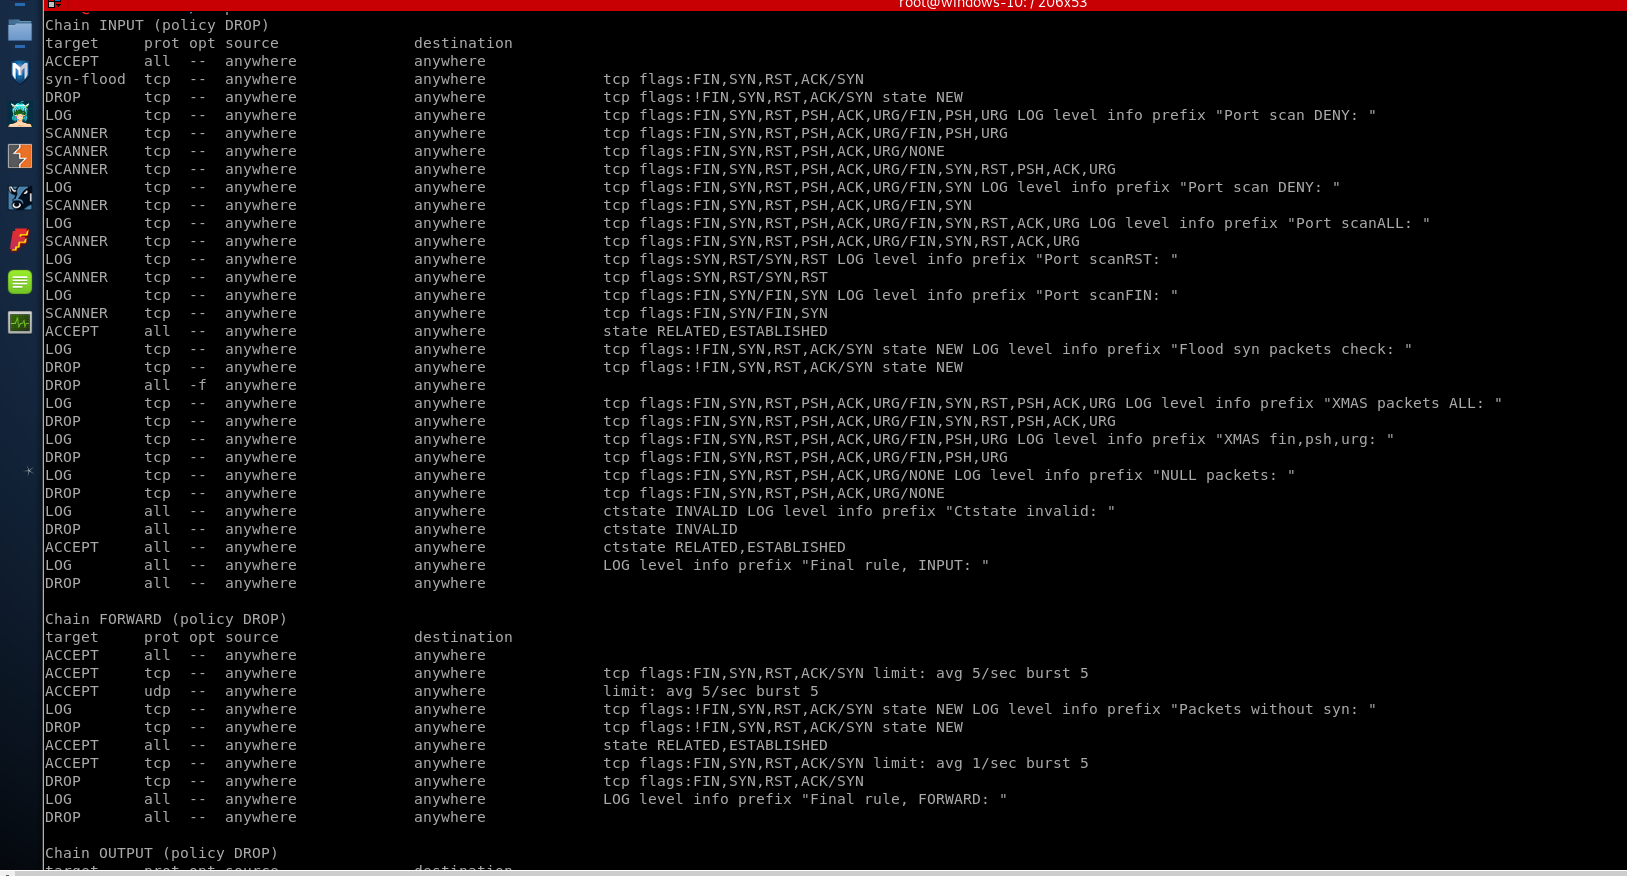 root@windows-10: / 206x53
Chain INPUT (policy DROP)
target     prot opt source               destination
ACCEPT     all  --  anywhere             anywhere
syn-flood  tcp  --  anywhere             anywhere             tcp flags:FIN,SYN,RST,ACK/SYN
DROP       tcp  --  anywhere             anywhere             tcp flags:!FIN,SYN,RST,ACK/SYN state NEW
LOG        tcp  --  anywhere             anywhere             tcp flags:FIN,SYN,RST,PSH,ACK,URG/FIN,PSH,URG LOG level info prefix "Port scan DENY: "
SCANNER    tcp  --  anywhere             anywhere             tcp flags:FIN,SYN,RST,PSH,ACK,URG/FIN,PSH,URG
SCANNER    tcp  --  anywhere             anywhere             tcp flags:FIN,SYN,RST,PSH,ACK,URG/NONE
SCANNER    tcp  --  anywhere             anywhere             tcp flags:FIN,SYN,RST,PSH,ACK,URG/FIN,SYN,RST,PSH,ACK,URG
LOG        tcp  --  anywhere             anywhere             tcp flags:FIN,SYN,RST,PSH,ACK,URG/FIN,SYN LOG level info prefix "Port scan DENY: "
SCANNER    tcp  --  anywhere             anywhere             tcp flags:FIN,SYN,RST,PSH,ACK,URG/FIN,SYN
LOG        tcp  --  anywhere             anywhere             tcp flags:FIN,SYN,RST,PSH,ACK,URG/FIN,SYN,RST,ACK,URG LOG level info prefix "Port scanALL: "
SCANNER    tcp  --  anywhere             anywhere             tcp flags:FIN,SYN,RST,PSH,ACK,URG/FIN,SYN,RST,ACK,URG
LOG        tcp  --  anywhere             anywhere             tcp flags:SYN,RST/SYN,RST LOG level info prefix "Port scanRST: "
SCANNER    tcp  --  anywhere             anywhere             tcp flags:SYN,RST/SYN,RST
LOG        tcp  --  anywhere             anywhere             tcp flags:FIN,SYN/FIN,SYN LOG level info prefix "Port scanFIN: "
SCANNER    tcp  --  anywhere             anywhere             tcp flags:FIN,SYN/FIN,SYN
ACCEPT     all  --  anywhere             anywhere             state RELATED,ESTABLISHED
LOG        tcp  --  anywhere             anywhere             tcp flags:!FIN,SYN,RST,ACK/SYN state NEW LOG level info prefix "Flood syn packets check: "
DROP       tcp  --  anywhere             anywhere             tcp flags:!FIN,SYN,RST,ACK/SYN state NEW
DROP       all  -f  anywhere             anywhere
LOG        tcp  --  anywhere             anywhere             tcp flags:FIN,SYN,RST,PSH,ACK,URG/FIN,SYN,RST,PSH,ACK,URG LOG level info prefix "XMAS packets ALL: "
DROP       tcp  --  anywhere             anywhere             tcp flags:FIN,SYN,RST,PSH,ACK,URG/FIN,SYN,RST,PSH,ACK,URG
LOG        tcp  --  anywhere             anywhere             tcp flags:FIN,SYN,RST,PSH,ACK,URG/FIN,PSH,URG LOG level info prefix "XMAS fin,psh,urg: "
DROP       tcp  --  anywhere             anywhere             tcp flags:FIN,SYN,RST,PSH,ACK,URG/FIN,PSH,URG
LOG        tcp  --  anywhere             anywhere             tcp flags:FIN,SYN,RST,PSH,ACK,URG/NONE LOG level info prefix "NULL packets: "
DROP       tcp  --  anywhere             anywhere             tcp flags:FIN,SYN,RST,PSH,ACK,URG/NONE
LOG        all  --  anywhere             anywhere             ctstate INVALID LOG level info prefix "Ctstate invalid: "
DROP       all  --  anywhere             anywhere             ctstate INVALID
ACCEPT     all  --  anywhere             anywhere             ctstate RELATED,ESTABLISHED
LOG        all  --  anywhere             anywhere             LOG level info prefix "Final rule, INPUT: "
DROP       all  --  anywhere             anywhere
Chain FORWARD (policy DROP)
target     prot opt source               destination
ACCEPT     all  --  anywhere             anywhere
ACCEPT     tcp  --  anywhere             anywhere             tcp flags:FIN,SYN,RST,ACK/SYN limit: avg 5/sec burst 5
ACCEPT     udp  --  anywhere             anywhere             limit: avg 5/sec burst 5
LOG        tcp  --  anywhere             anywhere             tcp flags:!FIN,SYN,RST,ACK/SYN state NEW LOG level info prefix "Packets without syn: "
DROP       tcp  --  anywhere             anywhere             tcp flags:!FIN,SYN,RST,ACK/SYN state NEW
ACCEPT     all  --  anywhere             anywhere             state RELATED,ESTABLISHED
ACCEPT     tcp  --  anywhere             anywhere             tcp flags:FIN,SYN,RST,ACK/SYN limit: avg 1/sec burst 5
DROP       tcp  --  anywhere             anywhere             tcp flags:FIN,SYN,RST,ACK/SYN
LOG        all  --  anywhere             anywhere             LOG level info prefix "Final rule, FORWARD: "
DROP       all  --  anywhere             anywhere
Chain OUTPUT (policy DROP)
target     prot opt source               destination